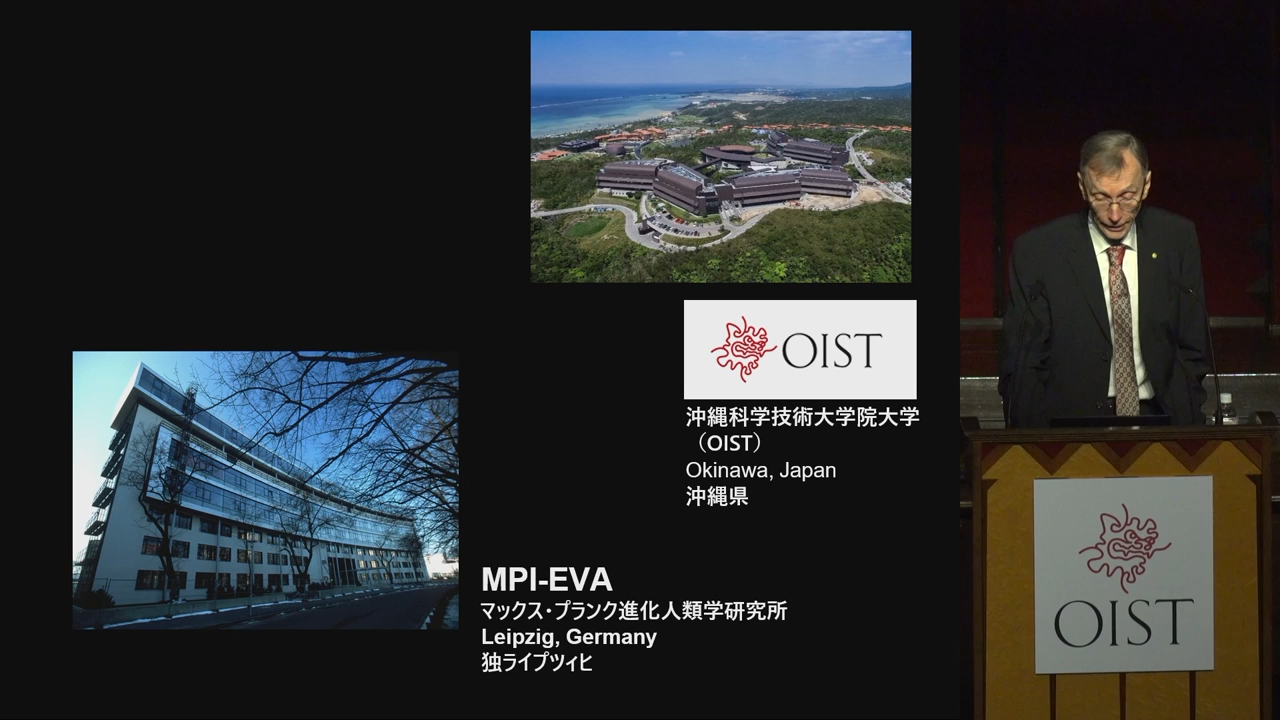 OIST
沖縄科学技術大学院大学
（OIST）
Okinawa, Japan
沖縄県
MPI-EVA
マックス・プランク進化人類学研究所
Leipzig, Germany
独ライプツィヒ
OIST